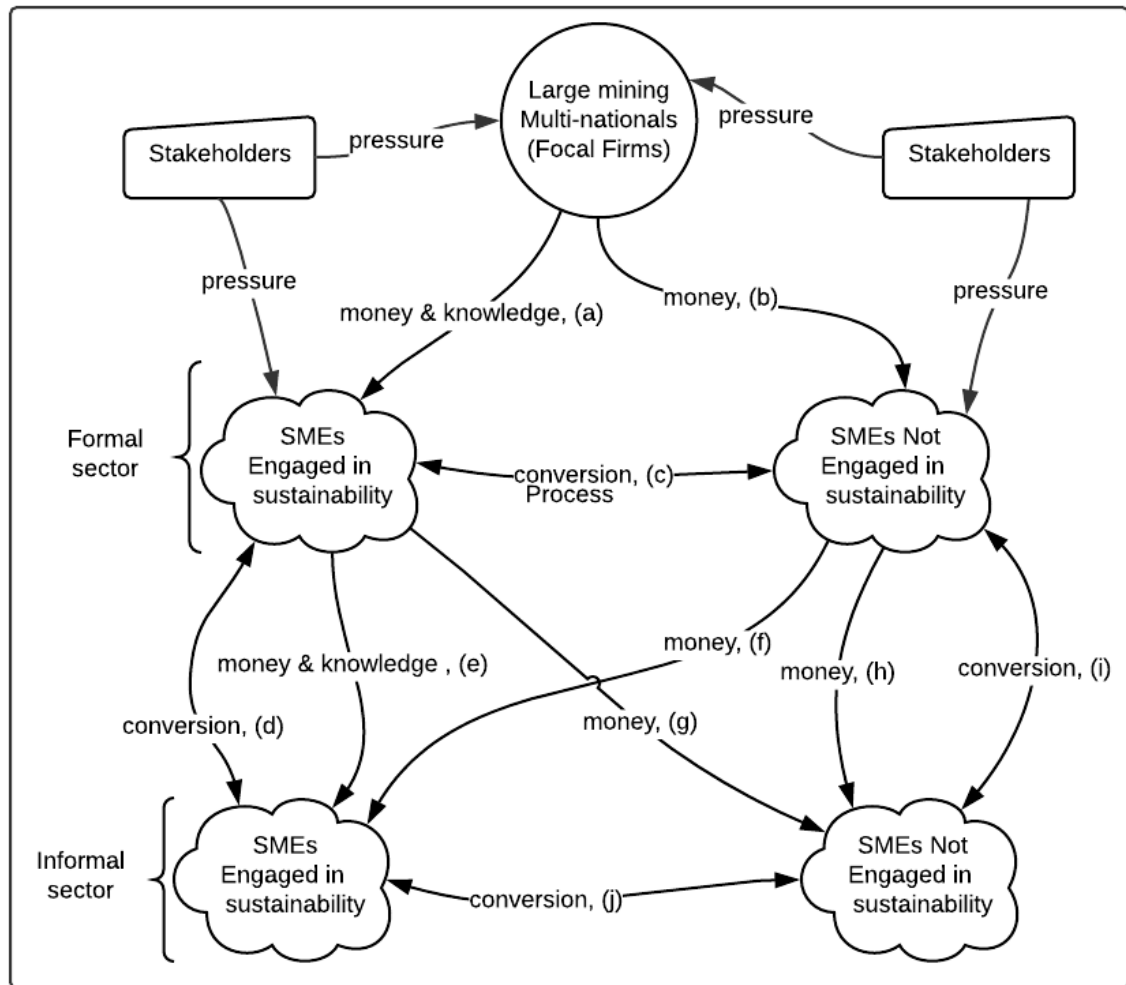 Large mining
Multi-nationals
(Focal Firms)
Stakeholders
pressure
pressure
Stakeholders
pressure
pressure
money & knowledge, (a)
money, (b)
Formal
sector
SMEs
Engaged in
sustainability
SMEs Not
Engaged in
sustainability
conversion, (c)
Process
money & knowledge , (e)
money, (f)
money, (h)
conversion, (i)
conversion, (d)
money, (g)
Informal
sector
SMEs
Engaged in
sustainability
SMEs Not
Engaged in
sustainability
conversion, (j)